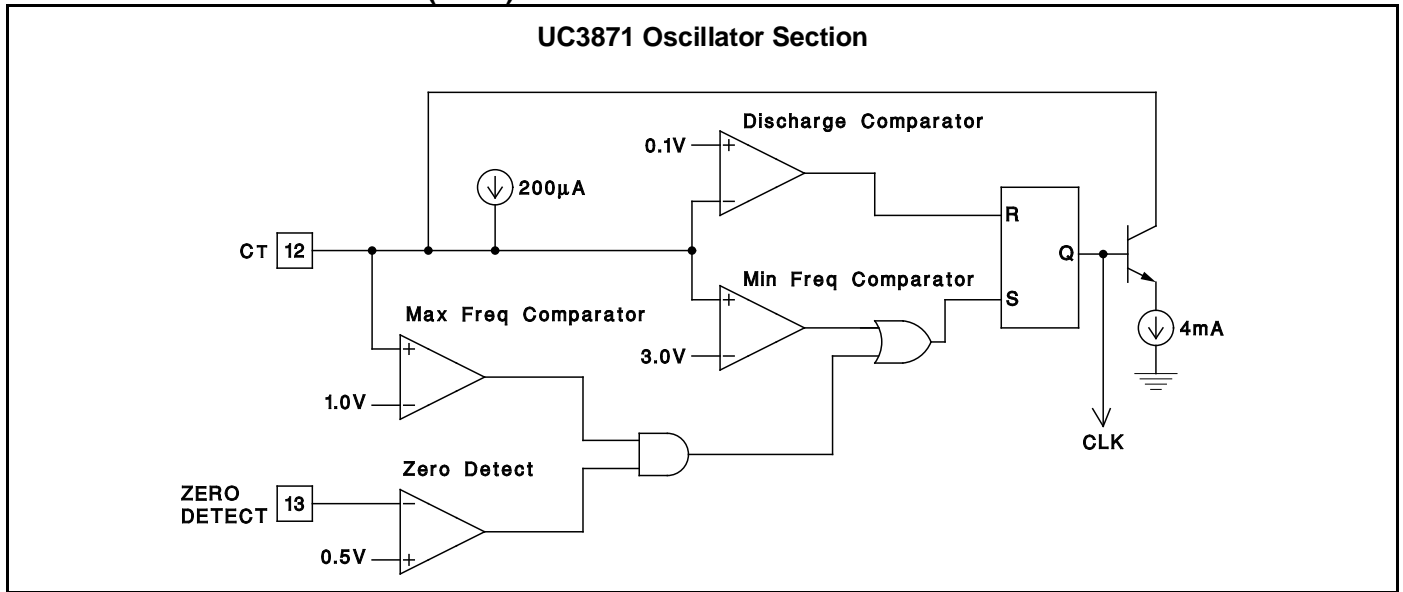 UC3871 Oscillator Section
Discharge Comparator
0.1V
+
−
200µA
R
CT 12
Q
Min Freq Comparator
+
S
Max Freq Comparator
4mA
+
3.0V
−
1.0V
−
CLK
Zero Detect
ZERO
DETECT
13
−
0.5V
+